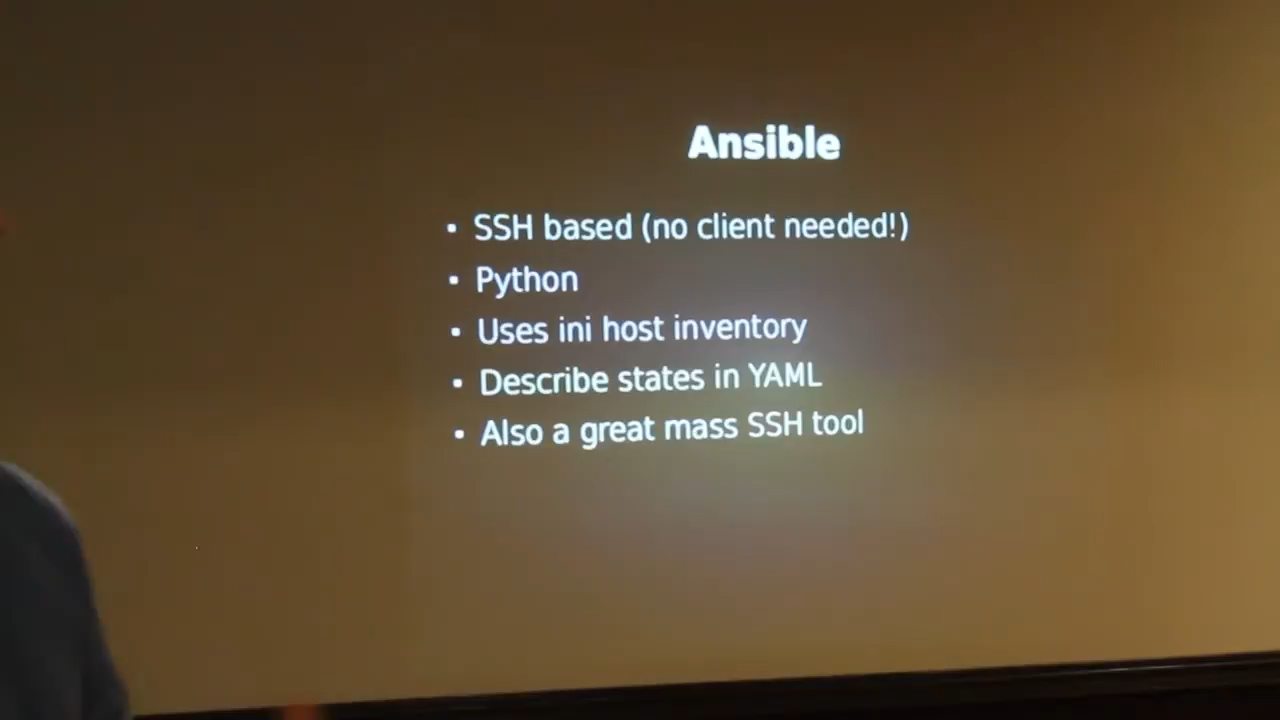 Ansible
• SSH based (no client needed!)
• Python
• Uses ini host inventory
• Describe states in YAML
• Also a great mass SSH tool